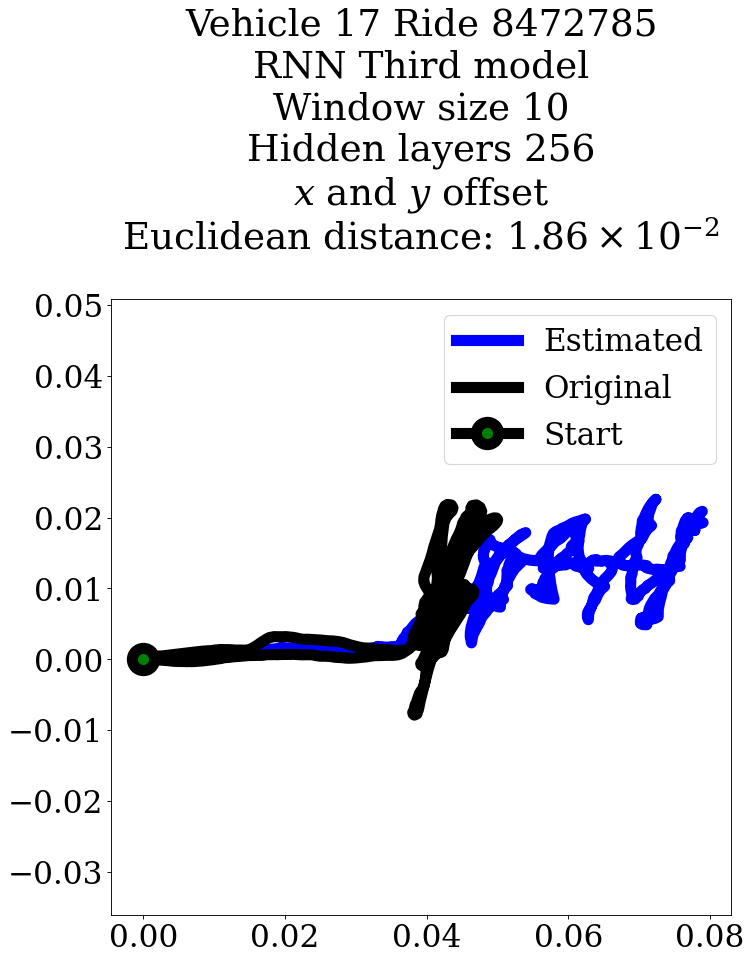 Vehicle 17 Ride 8472785
RNN Third model
Window size 10
Hidden layers 256
x and y offset
Euclidean distance: 1.86 × 10⁻²
0.05
0.04
0.03
0.02
0.01
0.00
−0.01
−0.02
−0.03
Estimated
Original
Start
0.00 0.02 0.04 0.06 0.08